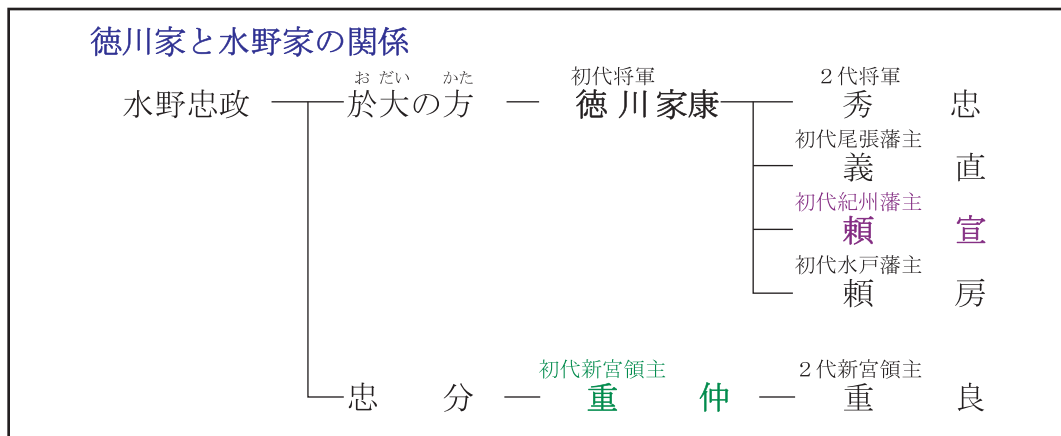 徳川家と水野家の関係
お だい かた
初代将軍
2代将軍
水野忠政 於大の方 徳川家康 秀忠
初代尾張藩主
義直
初代紀州藩主
頼宣
初代水戸藩主
頼房
初代新宮領主
2代新宮領主
忠分 重仲 重良